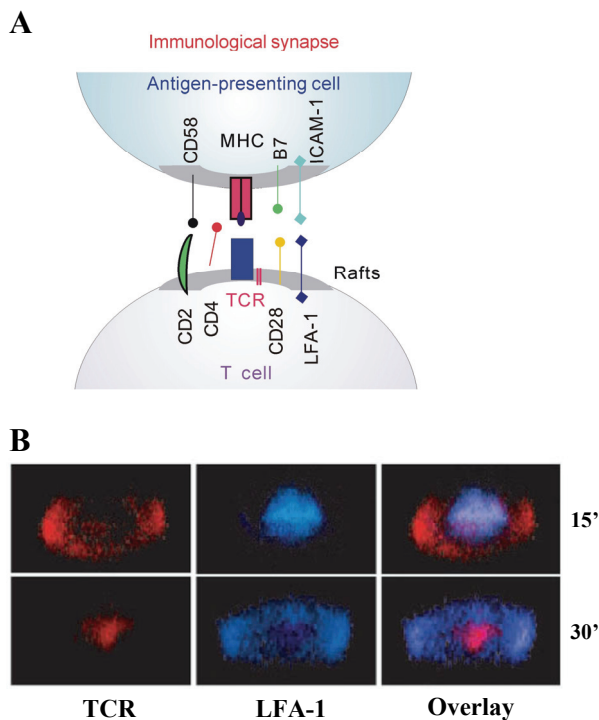 A
Immunological synapse
Antigen-presenting cell
CD58
MHC
B7
ICAM-1
Rafts
CD2
CD4
TCR
CD28
LFA-1
T cell
B
15’
30’
TCR LFA-1 Overlay